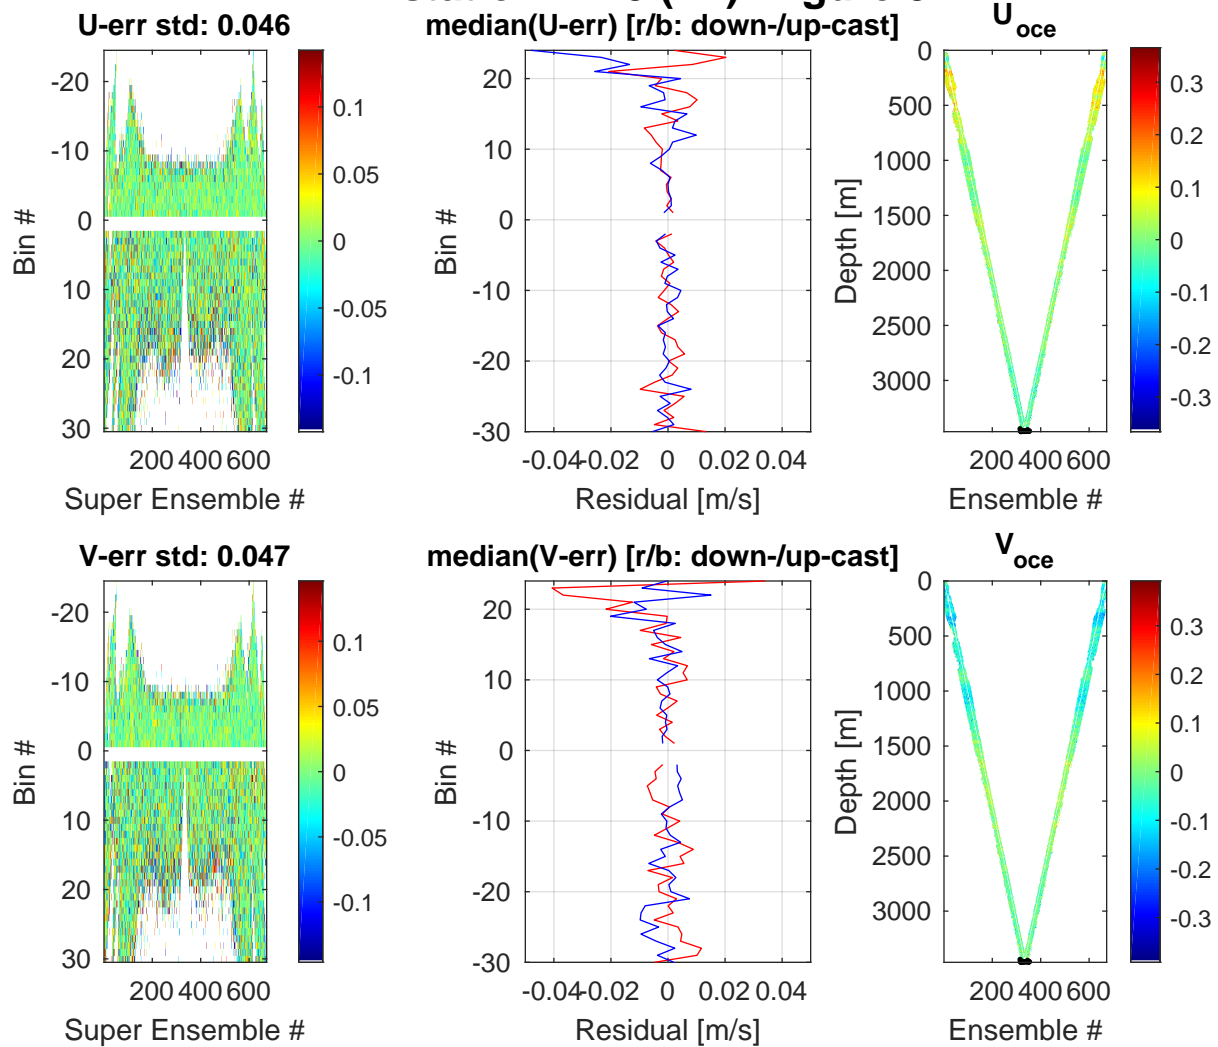 U-err std: 0.046
median(U-err) [r/b: down-/up-cast]
U_oce
-20
-10
0
10
20
30
Bin #
200 400 600
Super Ensemble #
0.1
0.05
0
-0.05
-0.1
20
10
0
-10
-20
-30
Bin #
-0.04 -0.02 0 0.02 0.04
Residual [m/s]
0
500
1000
1500
2000
2500
3000
Depth [m]
200 400 600
Ensemble #
0.3
0.2
0.1
0
-0.1
-0.2
-0.3
V-err std: 0.047
median(V-err) [r/b: down-/up-cast]
V_oce
-20
-10
0
10
20
30
Bin #
200 400 600
Super Ensemble #
0.1
0.05
0
-0.05
-0.1
20
10
0
-10
-20
-30
Bin #
-0.04 -0.02 0 0.02 0.04
Residual [m/s]
0
500
1000
1500
2000
2500
3000
Depth [m]
200 400 600
Ensemble #
0.3
0.2
0.1
0
-0.1
-0.2
-0.3